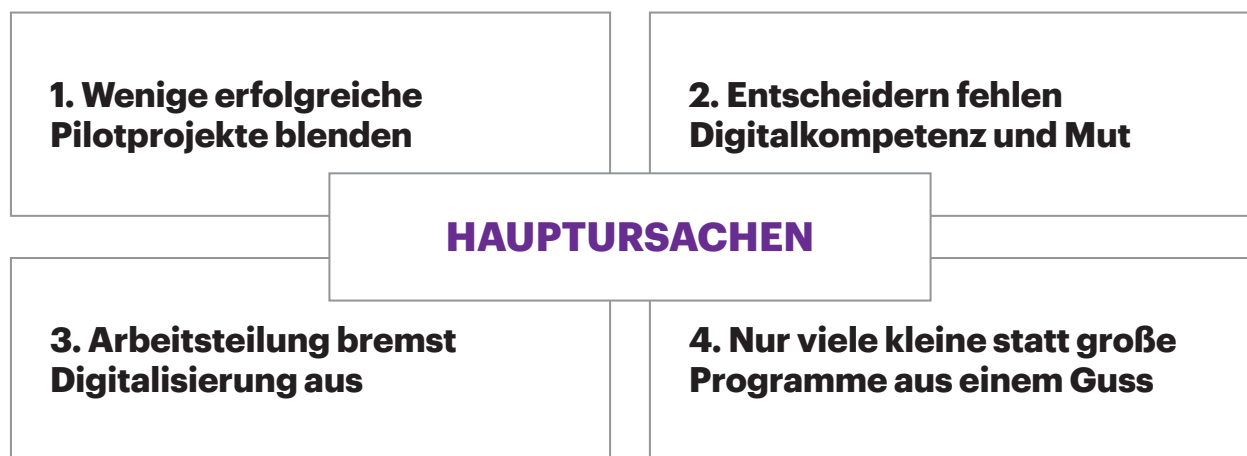 1. Wenige erfolgreiche
Pilotprojekte blenden
2. Entscheidern fehlen
Digitalkompetenz und Mut
HAUPTURSACHEN
3. Arbeitsteilung bremst
Digitalisierung aus
4. Nur viele kleine statt große
Programme aus einem Guss